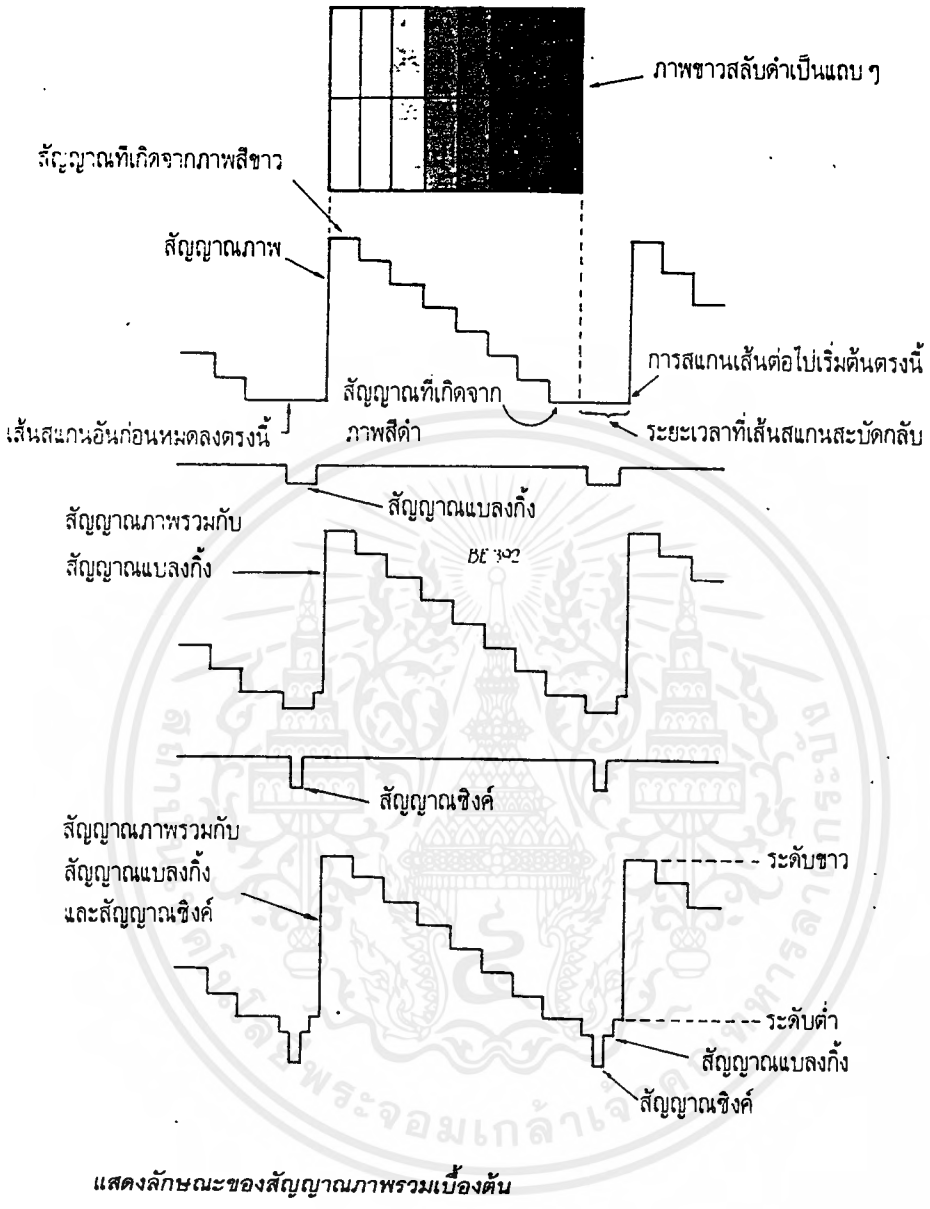 ภาพขาวสลับดำเป็นแถบ ๆ
สัญญาณที่เกิดจากภาพสีขาว
สัญญาณภาพ
การสแกนเส้นต่อไปเริ่มต้นตรงนี้
สัญญาณที่เกิดจาก
ภาพสีดำ
เส้นสแกนอันก่อนหมดลงตรงนี้
ระยะเวลาที่เส้นสแกนสะบัดกลับ
สัญญาณแบลงกิ้ง
สัญญาณภาพรวมกับ
สัญญาณแบลงกิ้ง
สัญญาณซิงค์
สัญญาณภาพรวมกับ
สัญญาณแบลงกิ้ง
และสัญญาณซิงค์
ระดับขาว
ระดับต่ำ
สัญญาณแบลงกิ้ง
สัญญาณซิงค์
พระจอมเกล้าเจ้า
แสดงลักษณะของสัญญาณภาพรวมเบื้องต้น